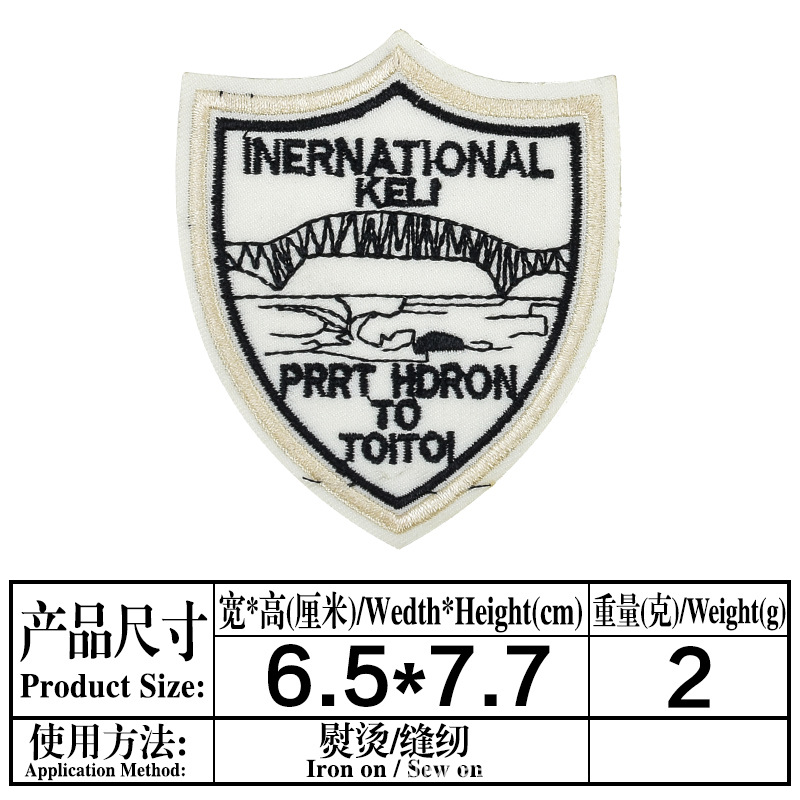 INERNATIONAL
KELI
PRRT HDRON
TO
TOITOI
产品尺寸
Product Size:
宽*高(厘米)/Wedth*Height(cm)
重量(克)/Weight(g)
6.5*7.7
2
使用方法:
Application Method:
熨烫/缝纫
Iron on / Sew on